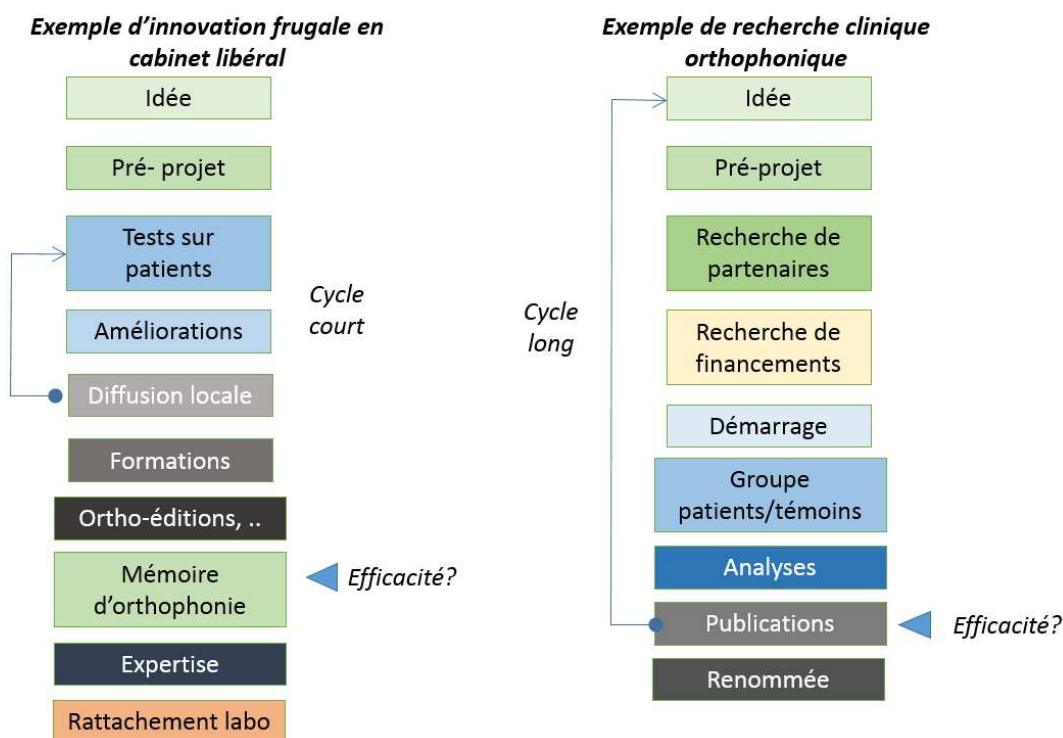 Exemple d’innovation frugale en
cabinet libéral
Idée
Pré- projet
Tests sur
patients
Cycle
court
Améliorations
Diffusion locale
Formations
Ortho-éditions, ..
Mémoire
d’orthophonie
Efficacité?
Expertise
Rattachement labo
Exemple de recherche clinique
orthophonique
Idée
Pré-projet
Recherche de
partenaires
Cycle
long
Recherche de
financements
Démarrage
Groupe
patients/témoins
Analyses
Publications
Efficacité?
Renommée